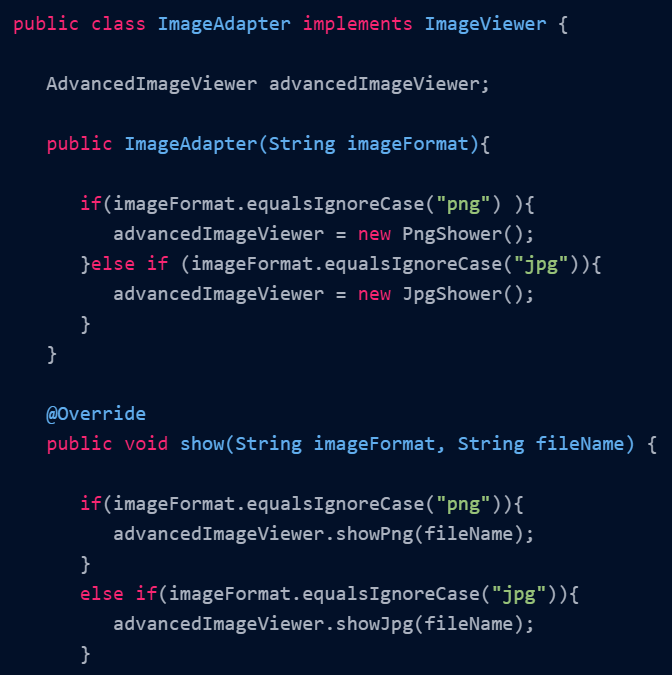 public class ImageAdapter implements ImageViewer {
AdvancedImageViewer advancedImageViewer;
public ImageAdapter(String imageFormat){
if(imageFormat.equalsIgnoreCase("png") ){
advancedImageViewer = new PngShower();
}else if (imageFormat.equalsIgnoreCase("jpg")){
advancedImageViewer = new JpgShower();
}
}
@Override
public void show(String imageFormat, String fileName) {
if(imageFormat.equalsIgnoreCase("png")){
advancedImageViewer.showPng(fileName);
}
else if(imageFormat.equalsIgnoreCase("jpg")){
advancedImageViewer.showJpg(fileName);
}